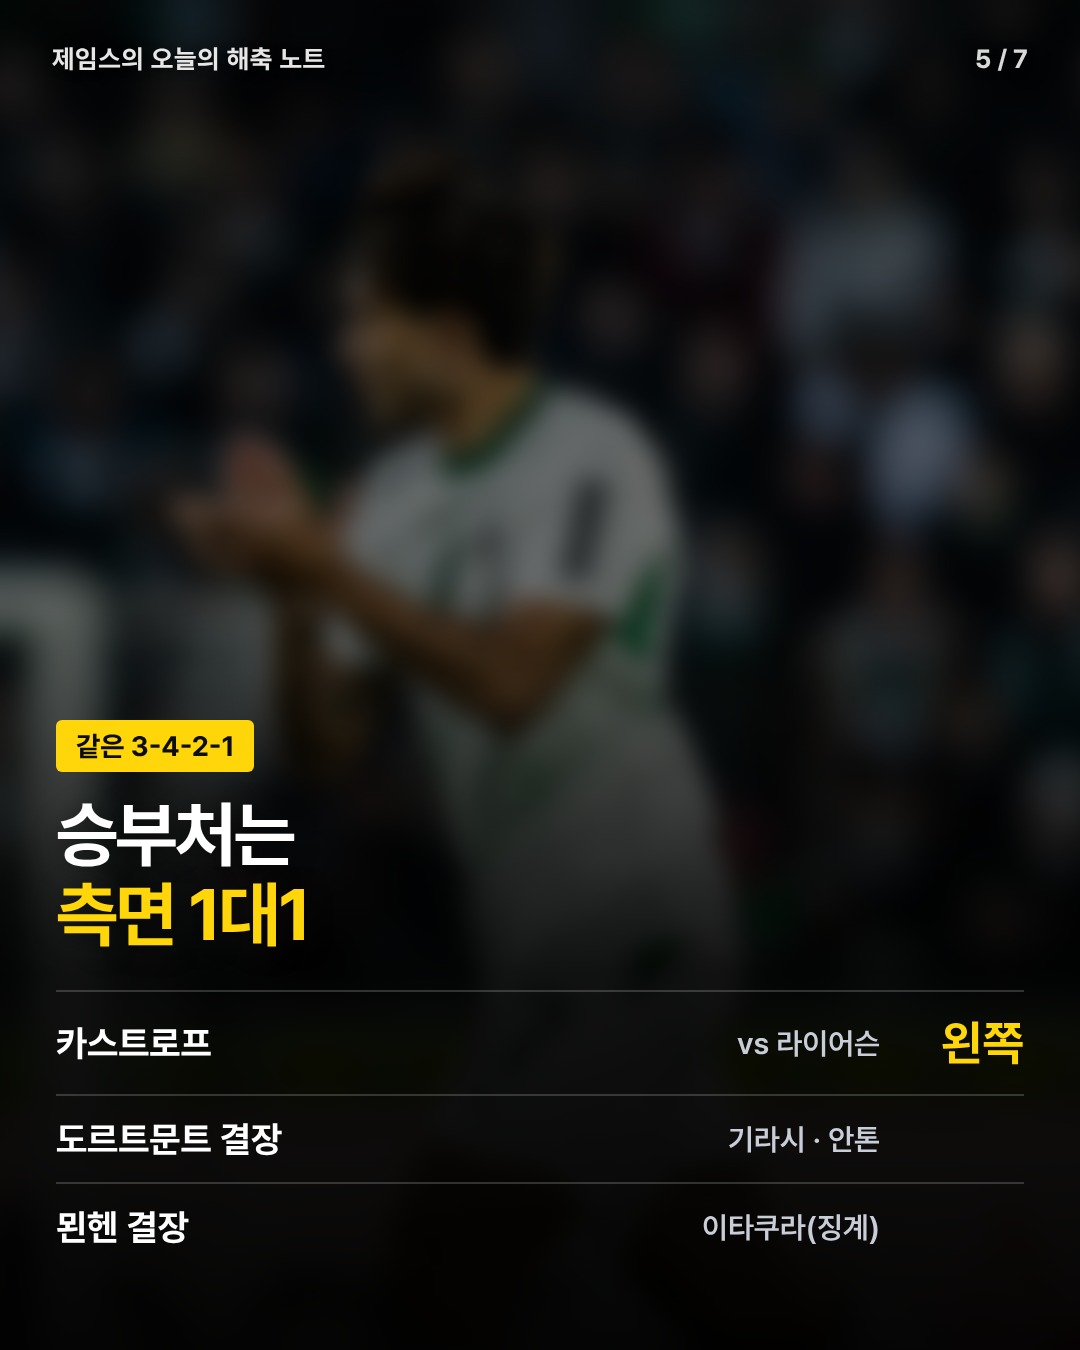 제임스의 오늘의 해축 노트
5 / 7
같은 3-4-2-1
승부처는
측면 1대1
카스트로프 vs 라이어슨 왼쪽
도르트문트 결장 기라시 · 안톤
묀헨 결장 이타쿠라(징계)